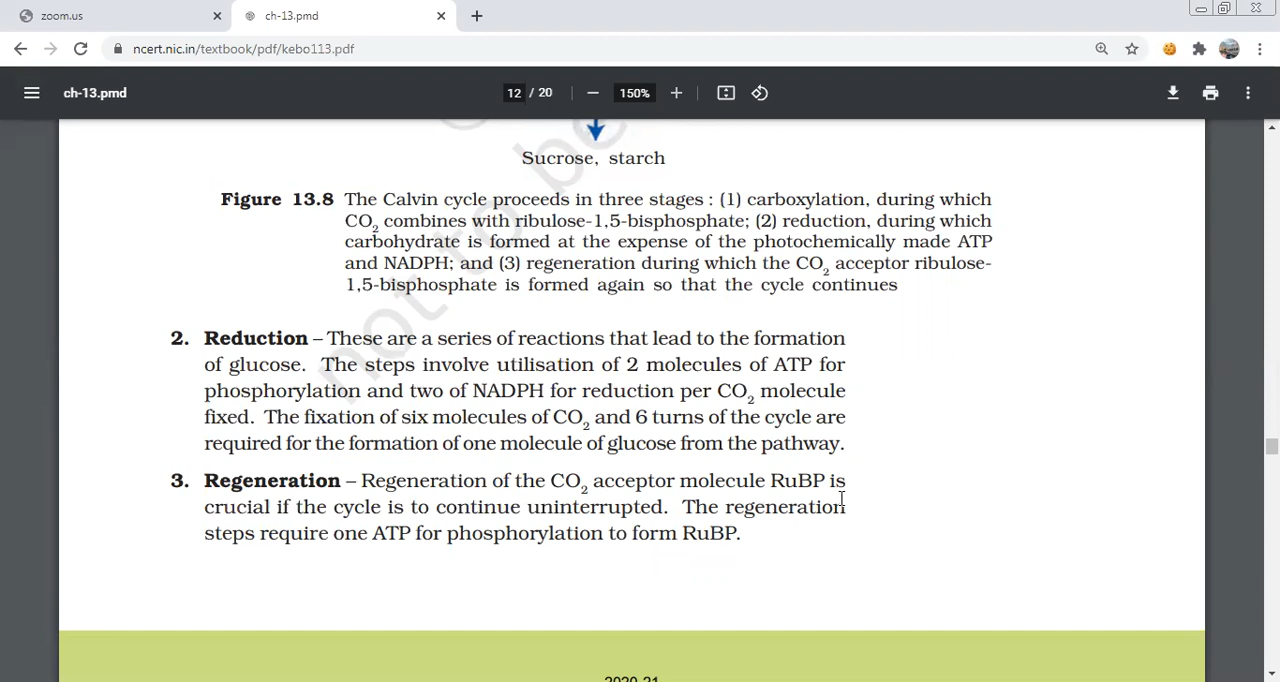 zoom.us
ch-13.pmd
ncert.nic.in/textbook/pdf/kebo113.pdf
ch-13.pmd
12 / 20
150%
Sucrose, starch
Figure 13.8 The Calvin cycle proceeds in three stages : (1) carboxylation, during which
CO2 combines with ribulose-1,5-bisphosphate; (2) reduction, during which
carbohydrate is formed at the expense of the photochemically made ATP
and NADPH; and (3) regeneration during which the CO2 acceptor ribulose-
1,5-bisphosphate is formed again so that the cycle continues
not to be
2. Reduction – These are a series of reactions that lead to the formation
of glucose. The steps involve utilisation of 2 molecules of ATP for
phosphorylation and two of NADPH for reduction per CO2 molecule
fixed. The fixation of six molecules of CO2 and 6 turns of the cycle are
required for the formation of one molecule of glucose from the pathway.
3. Regeneration – Regeneration of the CO2 acceptor molecule RuBP is
crucial if the cycle is to continue uninterrupted. The regeneration
steps require one ATP for phosphorylation to form RuBP.
2020-21